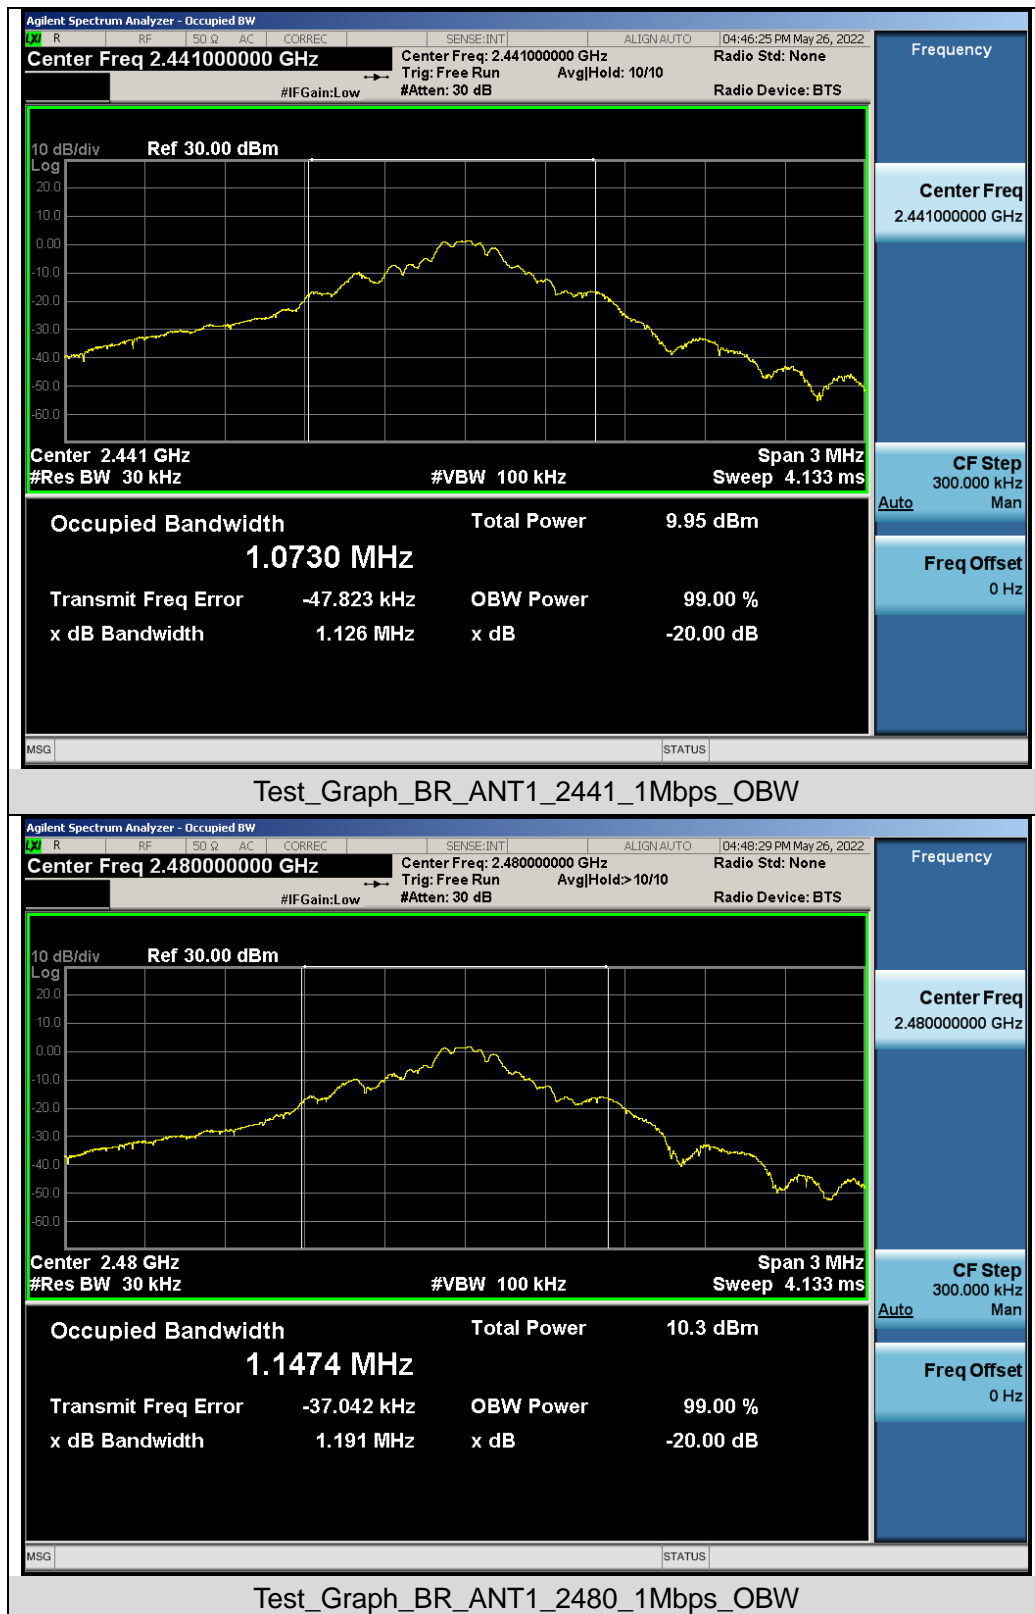 Agilent Spectrum Analyzer - Occupied BW
LXI R RF 50 Ω AC CORREC SENSE:INT ALIGN AUTO 04:46:25 PM May 26, 2022
Center Freq 2.441000000 GHz Center Freq: 2.441000000 GHz Radio Std: None
Trig: Free Run Avg|Hold: 10/10
#IFGain:Low #Atten: 30 dB Radio Device: BTS
Frequency
10 dB/div Ref 30.00 dBm
Log
20.0
10.0
0.00
-10.0
-20.0
-30.0
-40.0
-50.0
-60.0
Center 2.441 GHz Span 3 MHz
#Res BW 30 kHz #VBW 100 kHz Sweep 4.133 ms
Center Freq
2.441000000 GHz
CF Step
300.000 kHz
Auto Man
Freq Offset
0 Hz
Occupied Bandwidth Total Power 9.95 dBm
1.0730 MHz
Transmit Freq Error -47.823 kHz OBW Power 99.00 %
x dB Bandwidth 1.126 MHz x dB -20.00 dB
MSG STATUS
Test_Graph_BR_ANT1_2441_1Mbps_OBW
Agilent Spectrum Analyzer - Occupied BW
LXI R RF 50 Ω AC CORREC SENSE:INT ALIGN AUTO 04:48:29 PM May 26, 2022
Center Freq 2.480000000 GHz Center Freq: 2.480000000 GHz Radio Std: None
Trig: Free Run Avg|Hold:> 10/10
#IFGain:Low #Atten: 30 dB Radio Device: BTS
Frequency
10 dB/div Ref 30.00 dBm
Log
20.0
10.0
0.00
-10.0
-20.0
-30.0
-40.0
-50.0
-60.0
Center 2.48 GHz Span 3 MHz
#Res BW 30 kHz #VBW 100 kHz Sweep 4.133 ms
Center Freq
2.480000000 GHz
CF Step
300.000 kHz
Auto Man
Freq Offset
0 Hz
Occupied Bandwidth Total Power 10.3 dBm
1.1474 MHz
Transmit Freq Error -37.042 kHz OBW Power 99.00 %
x dB Bandwidth 1.191 MHz x dB -20.00 dB
MSG STATUS
Test_Graph_BR_ANT1_2480_1Mbps_OBW